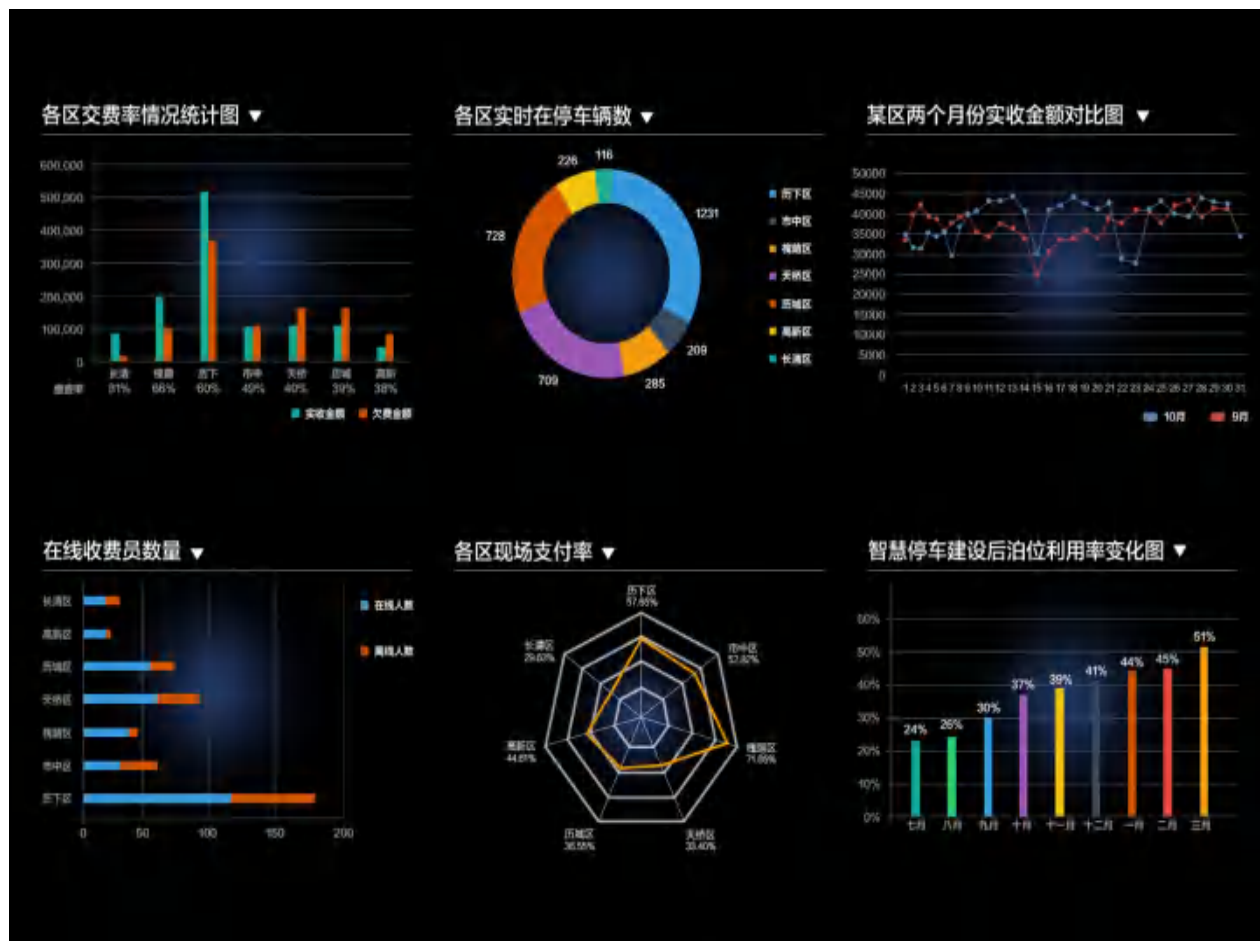 各区交费率情况统计图 ▼
600,000
500,000
400,000
300,000
200,000
100,000
0
长清 槐荫 历下 市中 天桥 历城 高新
81% 66% 60% 49% 40% 39% 38%
实收金额 欠费金额
各区实时在停车辆数 ▼
116
226
1231
728
709
285
209
历下区
市中区
槐荫区
天桥区
历城区
高新区
长清区
某区两个月份实收金额对比图 ▼
50000
45000
40000
35000
30000
25000
20000
15000
10000
5000
0
1 2 3 4 5 6 7 8 9 10 11 12 13 14 15 16 17 18 19 20 21 22 23 24 25 26 27 28 29 30 31
10月 9月
在线收费员数量 ▼
长清区
高新区
历城区
天桥区
槐荫区
市中区
历下区
0 50 100 150 200
在线人数
离线人数
各区现场支付率 ▼
历下区
57.65%
市中区
52.82%
槐荫区
天桥区
33.40%
历城区
36.55%
高新区
44.61%
长清区
29.63%
智慧停车建设后泊位利用率变化图 ▼
60%
50%
40%
30%
20%
10%
0%
24% 26% 30% 37% 39% 41% 44% 45% 51%
七月 八月 九月 十月 十一月 十二月 一月 二月 三月